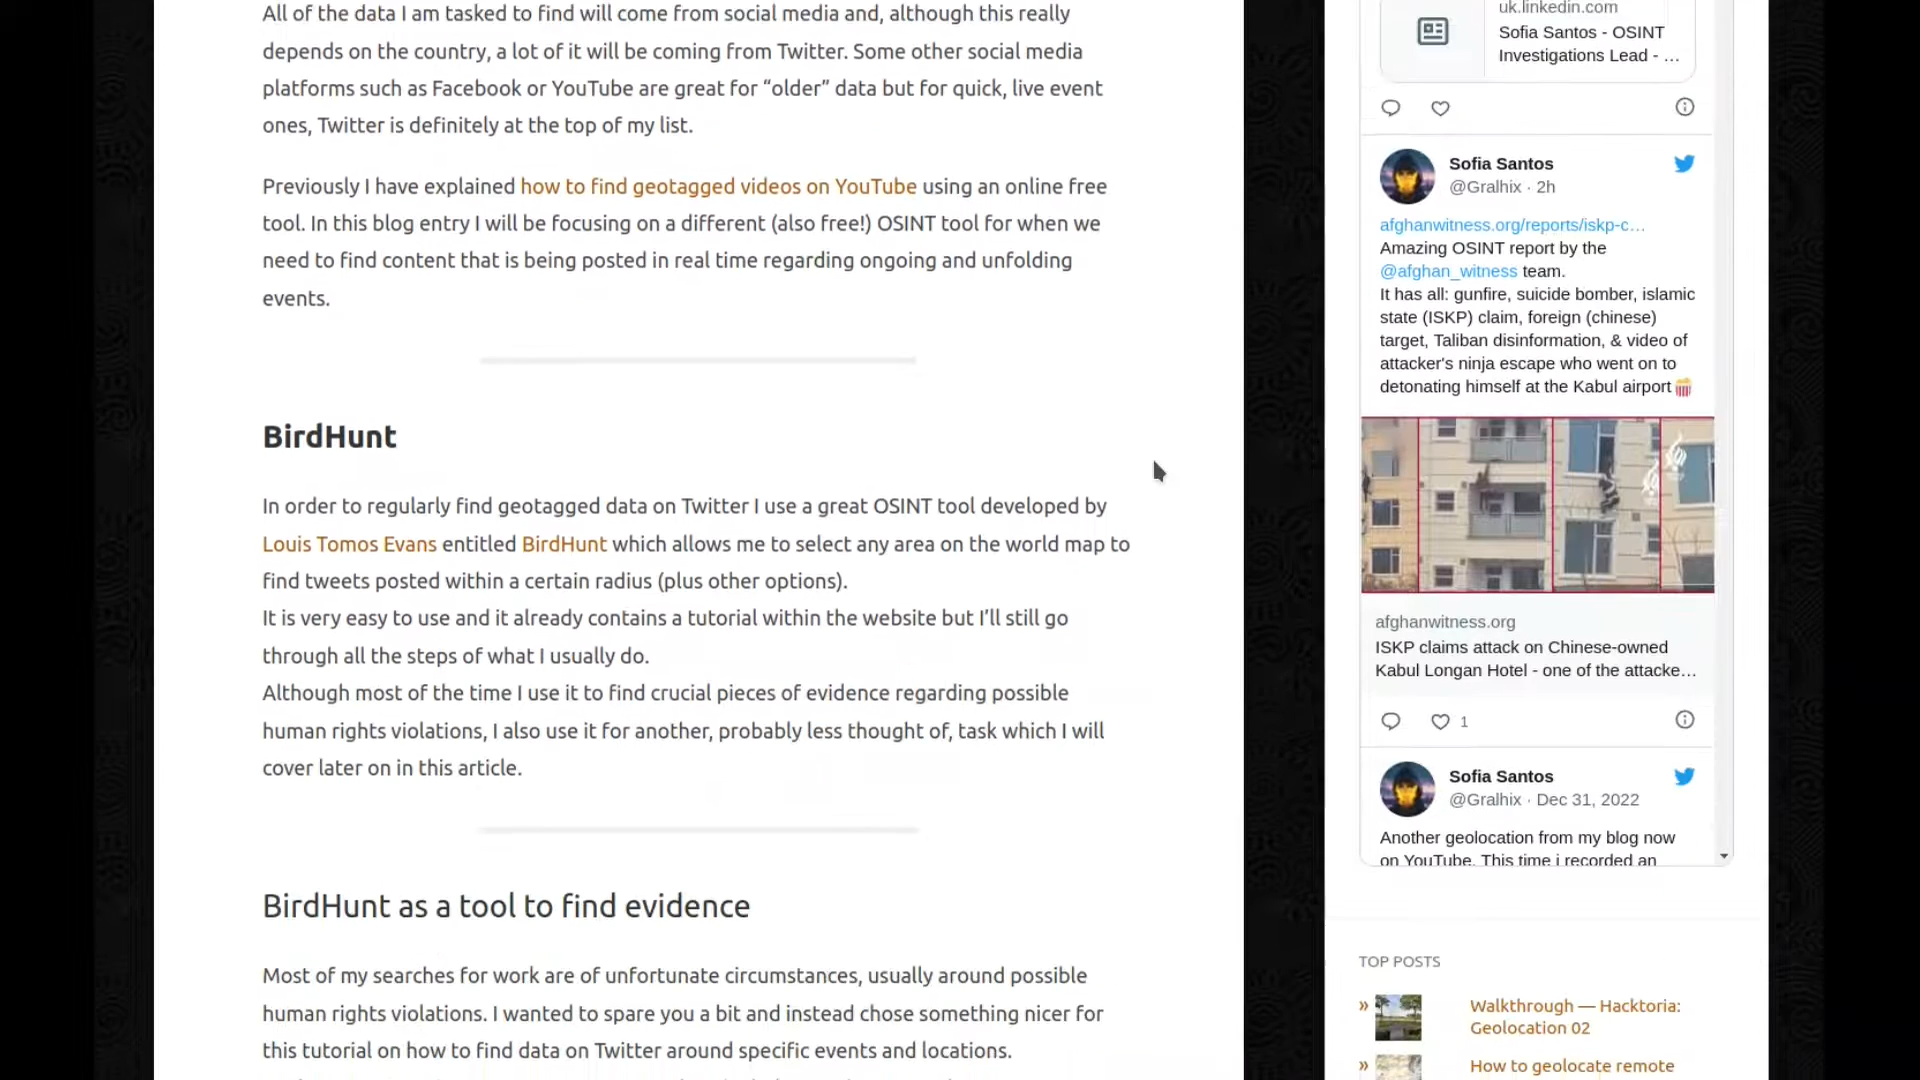 All of the data I am tasked to find will come from social media and, although this really
depends on the country, a lot of it will be coming from Twitter. Some other social media
platforms such as Facebook or YouTube are great for “older” data but for quick, live event
ones, Twitter is definitely at the top of my list.
Previously I have explained how to find geotagged videos on YouTube using an online free
tool. In this blog entry I will be focusing on a different (also free!) OSINT tool for when we
need to find content that is being posted in real time regarding ongoing and unfolding
events.
BirdHunt
In order to regularly find geotagged data on Twitter I use a great OSINT tool developed by
Louis Tomos Evans entitled BirdHunt which allows me to select any area on the world map to
find tweets posted within a certain radius (plus other options).
It is very easy to use and it already contains a tutorial within the website but I’ll still go
through all the steps of what I usually do.
Although most of the time I use it to find crucial pieces of evidence regarding possible
human rights violations, I also use it for another, probably less thought of, task which I will
cover later on in this article.
BirdHunt as a tool to find evidence
Most of my searches for work are of unfortunate circumstances, usually around possible
human rights violations. I wanted to spare you a bit and instead chose something nicer for
this tutorial on how to find data on Twitter around specific events and locations.
uk.linkedin.com
Sofia Santos - OSINT
Investigations Lead - …
Sofia Santos
@Gralhix · 2h
afghanwitness.org/reports/iskp-c…
Amazing OSINT report by the
@afghan_witness team.
It has all: gunfire, suicide bomber, islamic
state (ISKP) claim, foreign (chinese)
target, Taliban disinformation, & video of
attacker's ninja escape who went on to
detonating himself at the Kabul airport🍿
afghanwitness.org
ISKP claims attack on Chinese-owned
Kabul Longan Hotel - one of the attacke…
1
Sofia Santos
@Gralhix · Dec 31, 2022
Another geolocation from my blog now
on YouTube. This time i recorded an
TOP POSTS
» Walkthrough — Hacktoria:
Geolocation 02
» How to geolocate remote